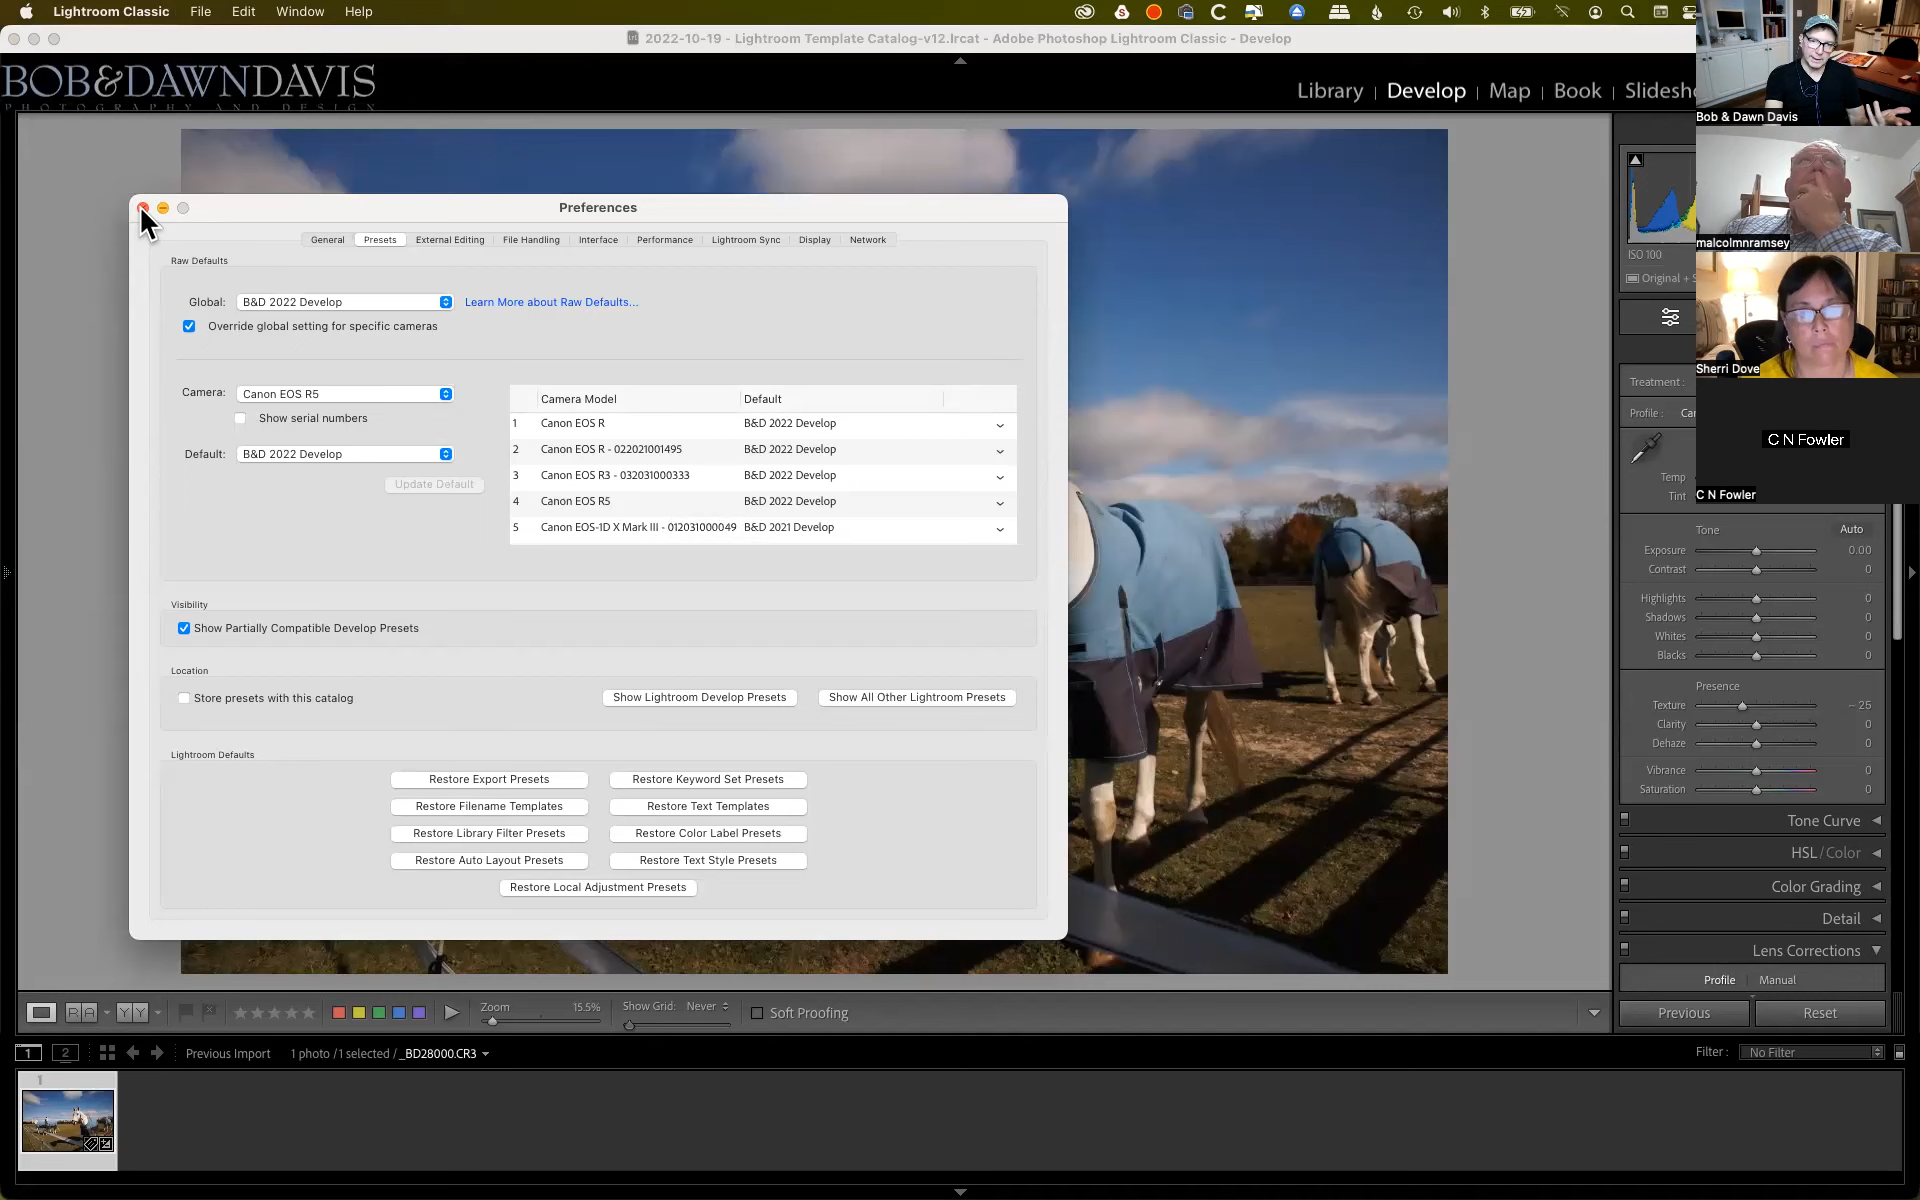 Lightroom Classic File Edit Window Help
2022-10-19 - Lightroom Template Catalog-v12.lrcat - Adobe Photoshop Lightroom Classic - Develop
BOB&DAWNDAVIS
PHOTOGRAPHY AND DESIGN
Library | Develop | Map | Book | Slidesho
Bob & Dawn Davis
malcolmnramsey
Sherri Dove
C N Fowler
C N Fowler
Preferences
General Presets External Editing File Handling Interface Performance Lightroom Sync Display Network
Raw Defaults
Global: B&D 2022 Develop Learn More about Raw Defaults...
Override global setting for specific cameras
Camera: Canon EOS R5
Show serial numbers
Default: B&D 2022 Develop
Update Default
Camera Model Default
1 Canon EOS R B&D 2022 Develop
2 Canon EOS R - 022021001495 B&D 2022 Develop
3 Canon EOS R3 - 032031000333 B&D 2022 Develop
4 Canon EOS R5 B&D 2022 Develop
5 Canon EOS-1D X Mark III - 012031000049 B&D 2021 Develop
Visibility
Show Partially Compatible Develop Presets
Location
Store presets with this catalog Show Lightroom Develop Presets Show All Other Lightroom Presets
Lightroom Defaults
Restore Export Presets Restore Keyword Set Presets
Restore Filename Templates Restore Text Templates
Restore Library Filter Presets Restore Color Label Presets
Restore Auto Layout Presets Restore Text Style Presets
Restore Local Adjustment Presets
ISO 100
Original + S
Treatment :
Profile : Ca
Temp
Tint
Tone Auto
Exposure 0.00
Contrast 0
Highlights 0
Shadows 0
Whites 0
Blacks 0
Presence
Texture – 25
Clarity 0
Dehaze 0
Vibrance 0
Saturation 0
Tone Curve
HSL / Color
Color Grading
Detail
Lens Corrections
Profile Manual
Previous Reset
R A Y Y Zoom 15.5% Show Grid: Never Soft Proofing
1 2 Previous Import 1 photo / 1 selected / _BD28000.CR3 Filter : No Filter
1